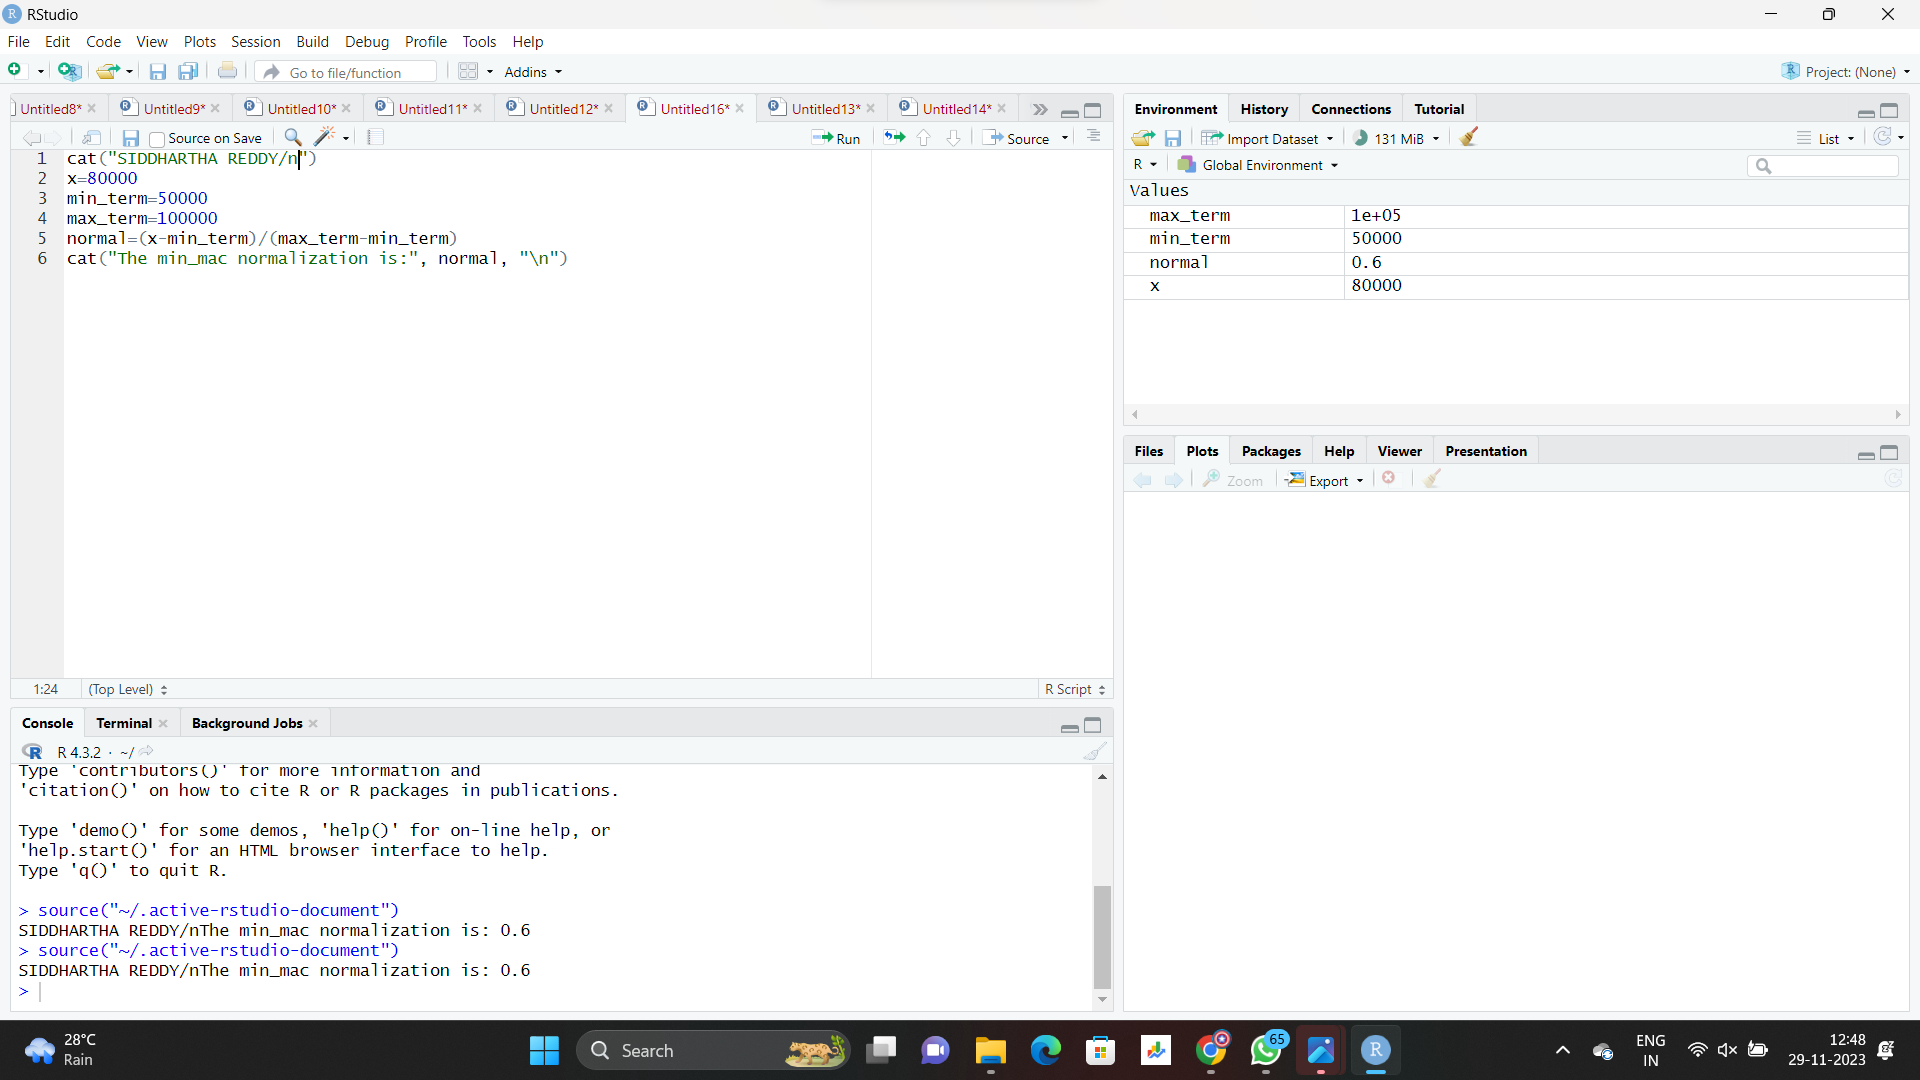 RStudio
File Edit Code View Plots Session Build Debug Profile Tools Help
Go to file/function Addins Project: (None)
Untitled8* Untitled9* Untitled10* Untitled11* Untitled12* Untitled16* Untitled13* Untitled14*
Source on Save Run Source
1 cat("SIDDHARTHA REDDY/n")
2 x=80000
3 min_term=50000
4 max_term=100000
5 normal=(x-min_term)/(max_term-min_term)
6 cat("The min_mac normalization is:", normal, "\n")
1:24 (Top Level) R Script
Console Terminal Background Jobs
R 4.3.2 · ~/
Type 'contributors()' for more information and
'citation()' on how to cite R or R packages in publications.
Type 'demo()' for some demos, 'help()' for on-line help, or
'help.start()' for an HTML browser interface to help.
Type 'q()' to quit R.
> source("~/.active-rstudio-document")
SIDDHARTHA REDDY/nThe min_mac normalization is: 0.6
> source("~/.active-rstudio-document")
SIDDHARTHA REDDY/nThe min_mac normalization is: 0.6
>
Environment History Connections Tutorial
Import Dataset 131 MiB List
R Global Environment
Values
max_term 1e+05
min_term 50000
normal 0.6
x 80000
Files Plots Packages Help Viewer Presentation
Zoom Export
28°C
Rain
Search
65
ENG
IN
12:48
29-11-2023